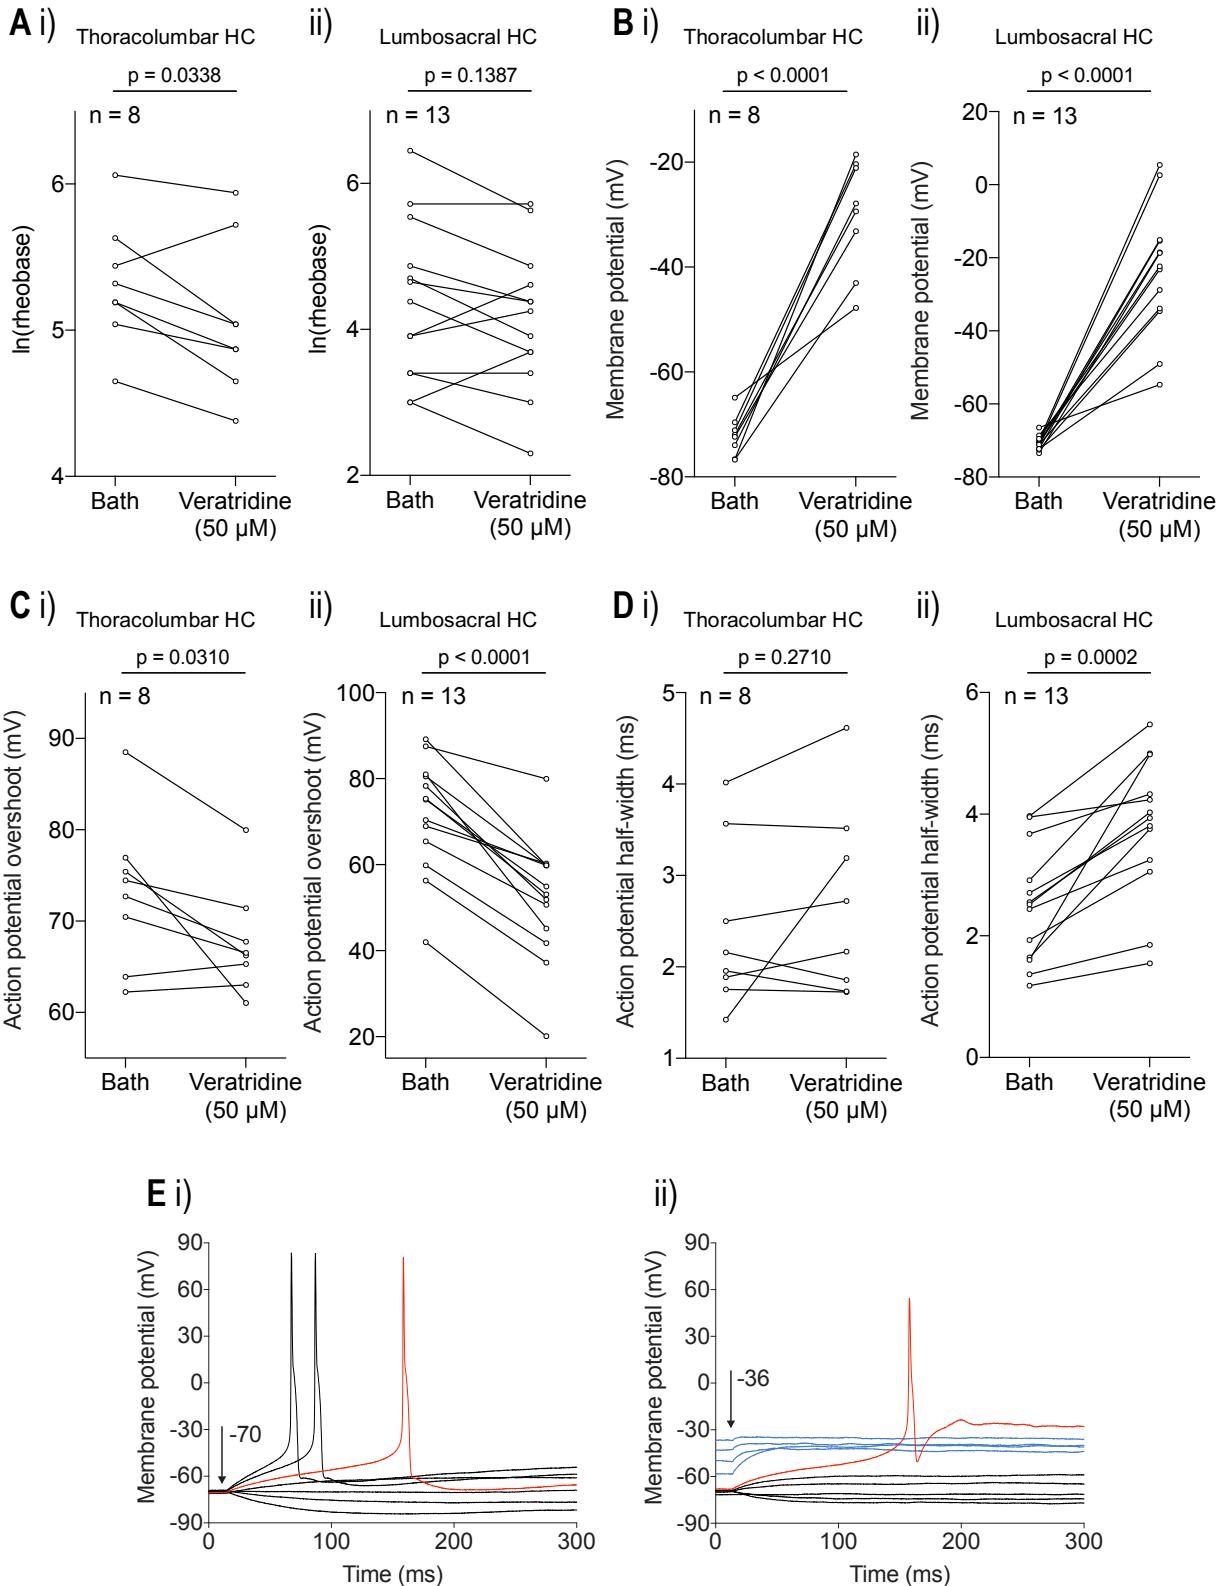 A i)
Thoracolumbar HC
p = 0.0338
n = 8
ln(rheobase)
6
5
4
Bath
Veratridine
(50 µM)
ii)
Lumbosacral HC
p = 0.1387
n = 13
ln(rheobase)
6
4
2
Bath
Veratridine
(50 µM)
B i)
Thoracolumbar HC
p < 0.0001
n = 8
Membrane potential (mV)
-20
-40
-60
-80
Bath
Veratridine
(50 µM)
ii)
Lumbosacral HC
p < 0.0001
n = 13
Membrane potential (mV)
20
0
-20
-40
-60
-80
Bath
Veratridine
(50 µM)
C i)
Thoracolumbar HC
p = 0.0310
n = 8
Action potential overshoot (mV)
90
80
70
60
Bath
Veratridine
(50 µM)
ii)
Lumbosacral HC
p < 0.0001
n = 13
Action potential overshoot (mV)
100
80
60
40
20
Bath
Veratridine
(50 µM)
D i)
Thoracolumbar HC
p = 0.2710
n = 8
Action potential half-width (ms)
5
4
3
2
1
Bath
Veratridine
(50 µM)
ii)
Lumbosacral HC
p = 0.0002
n = 13
Action potential half-width (ms)
6
4
2
0
Bath
Veratridine
(50 µM)
E i)
Membrane potential (mV)
90
60
30
0
-30
-60
-90
-70
0
100
200
300
Time (ms)
ii)
Membrane potential (mV)
90
60
30
0
-30
-60
-90
-36
0
100
200
300
Time (ms)